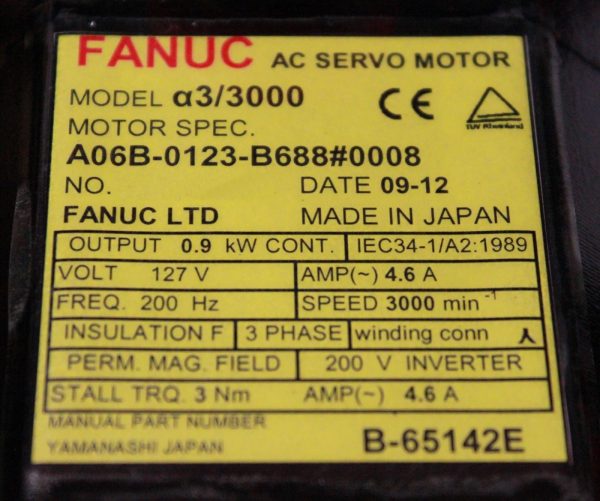 FANUC AC SERVO MOTOR
MODEL α3/3000
CE
TÜV Rheinland
MOTOR SPEC.
A06B-0123-B688#0008
NO. DATE 09-12
FANUC LTD MADE IN JAPAN
OUTPUT 0.9 kW CONT. IEC34-1/A2:1989
VOLT 127 V AMP(~) 4.6 A
FREQ. 200 Hz SPEED 3000 min⁻¹
INSULATION F 3 PHASE winding conn
PERM. MAG. FIELD 200 V INVERTER
STALL TRQ. 3 Nm AMP(~) 4.6 A
MANUAL PART NUMBER
YAMANASHI JAPAN B-65142E